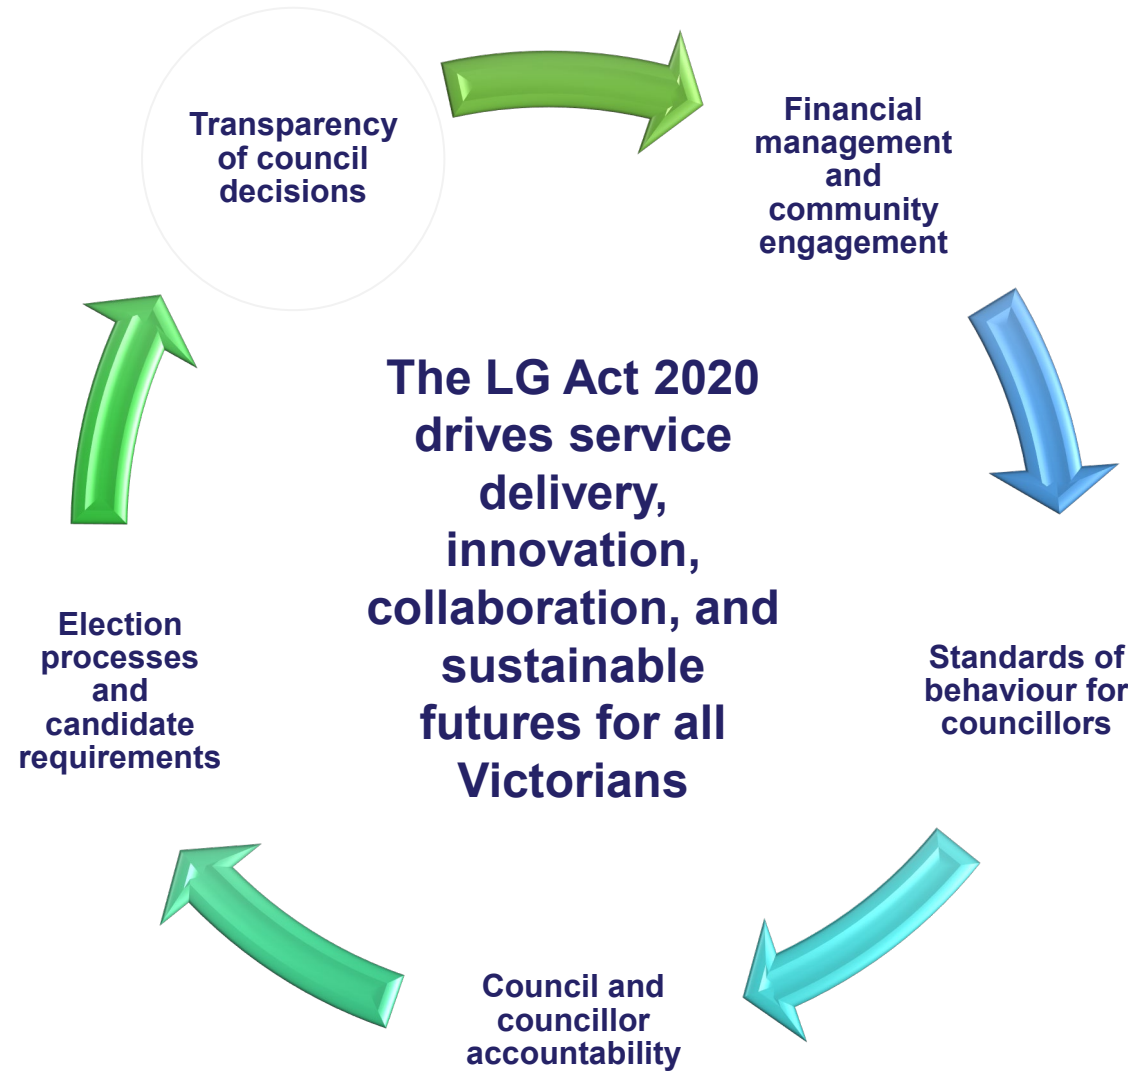 Transparency
of council
decisions
Financial
management
and
community
engagement
The LG Act 2020
drives service
delivery,
innovation,
collaboration, and
sustainable
futures for all
Victorians
Standards of
behaviour for
councillors
Council and
councillor
accountability
Election
processes
and
candidate
requirements